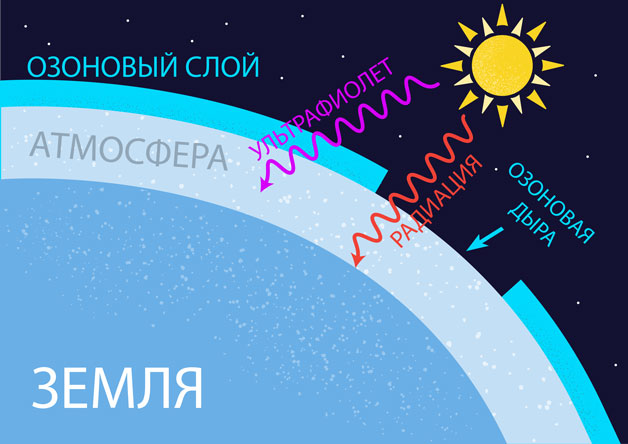 ОЗОНОВЫЙ СЛОЙ
АТМОСФЕРА
УЛЬТРАФИОЛЕТ
РАДИАЦИЯ
ОЗОНОВАЯ
ДЫРА
ЗЕМЛЯ